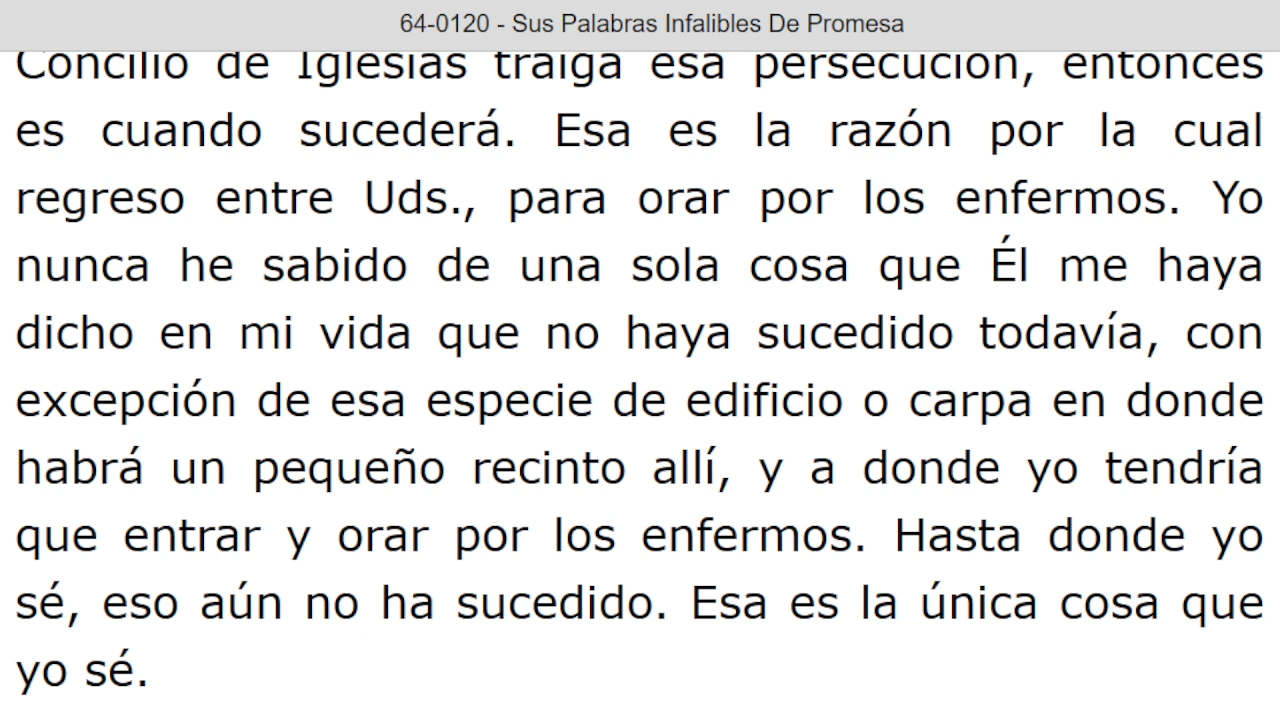 64-0120 - Sus Palabras Infalibles De Promesa
Concilio de Iglesias traiga esa persecución, entonces
es cuando sucederá. Esa es la razón por la cual
regreso entre Uds., para orar por los enfermos. Yo
nunca he sabido de una sola cosa que Él me haya
dicho en mi vida que no haya sucedido todavía, con
excepción de esa especie de edificio o carpa en donde
habrá un pequeño recinto allí, y a donde yo tendría
que entrar y orar por los enfermos. Hasta donde yo
sé, eso aún no ha sucedido. Esa es la única cosa que
yo sé.